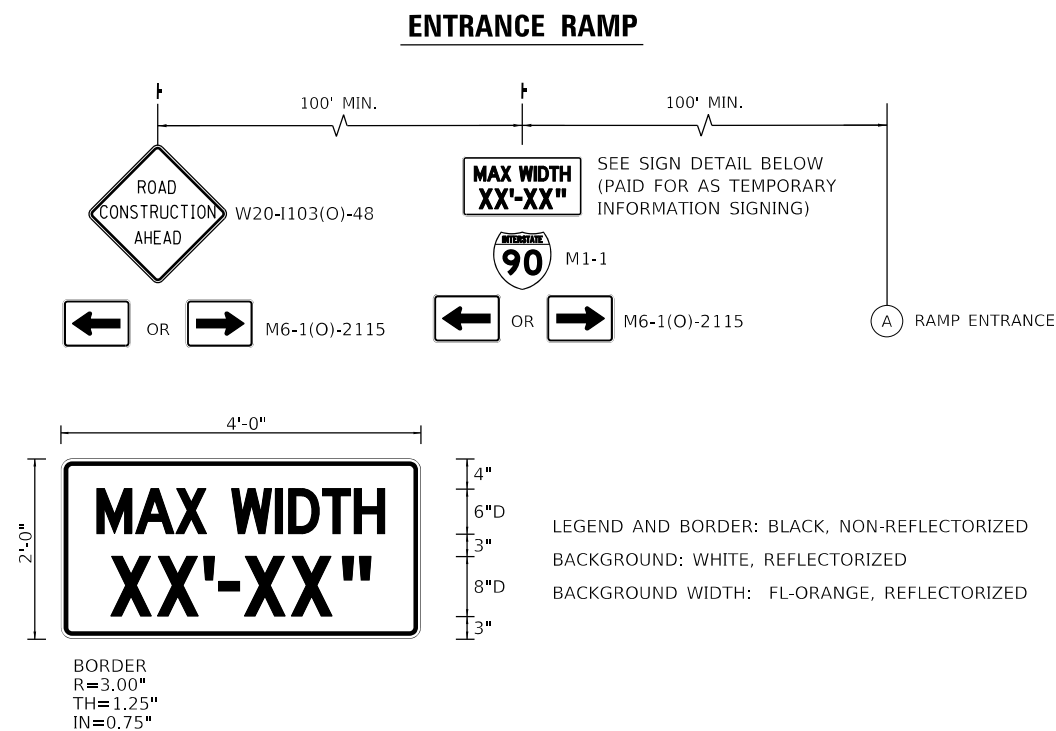 ENTRANCE RAMP
100' MIN.
100' MIN.
ROAD
CONSTRUCTION
AHEAD
W20-I103(O)-48
MAX WIDTH
XX'-XX"
SEE SIGN DETAIL BELOW
(PAID FOR AS TEMPORARY
INFORMATION SIGNING)
INTERSTATE
90
M1-1
OR
M6-1(O)-2115
OR
M6-1(O)-2115
A
RAMP ENTRANCE
4'-0"
2'-0"
MAX WIDTH
XX'-XX"
4"
6"D
3"
8"D
3"
LEGEND AND BORDER: BLACK, NON-REFLECTORIZED
BACKGROUND: WHITE, REFLECTORIZED
BACKGROUND WIDTH: FL-ORANGE, REFLECTORIZED
BORDER
R=3.00"
TH=1.25"
IN=0.75"